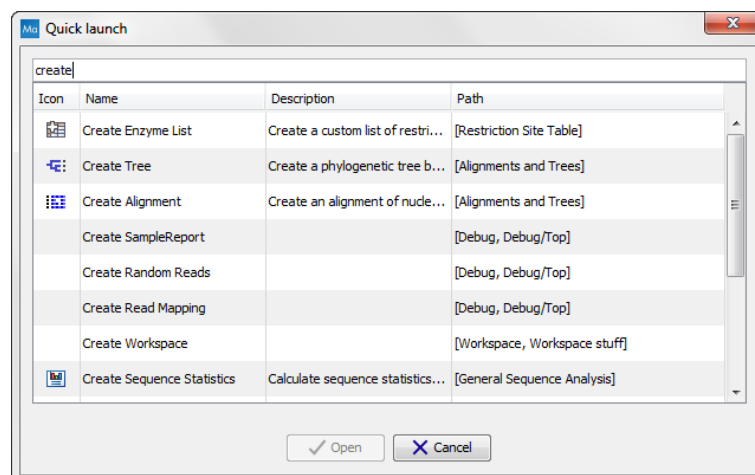 Ma Quick launch
create
Icon Name Description Path
Create Enzyme List Create a custom list of restri... [Restriction Site Table]
Create Tree Create a phylogenetic tree b... [Alignments and Trees]
Create Alignment Create an alignment of nucle... [Alignments and Trees]
Create SampleReport [Debug, Debug/Top]
Create Random Reads [Debug, Debug/Top]
Create Read Mapping [Debug, Debug/Top]
Create Workspace [Workspace, Workspace stuff]
Create Sequence Statistics Calculate sequence statistics... [General Sequence Analysis]
Open Cancel